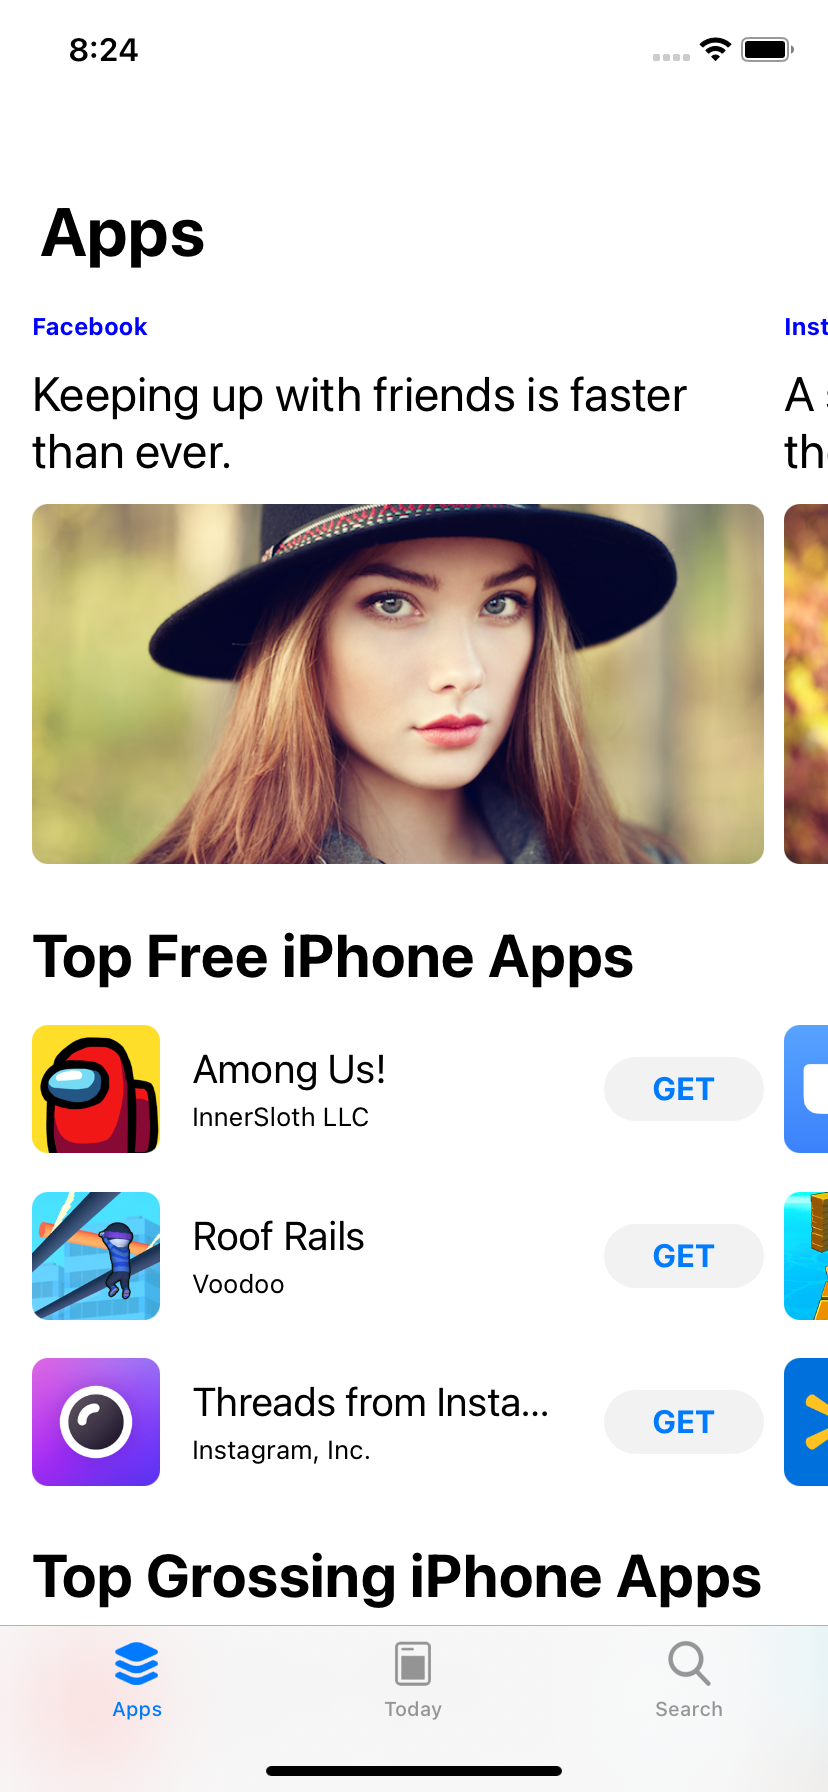 8:24
Apps
Facebook
Inst
Keeping up with friends is faster
than ever.
A
th
Top Free iPhone Apps
Among Us!
InnerSloth LLC
GET
Roof Rails
Voodoo
GET
Threads from Insta...
Instagram, Inc.
GET
Top Grossing iPhone Apps
Apps
Today
Search